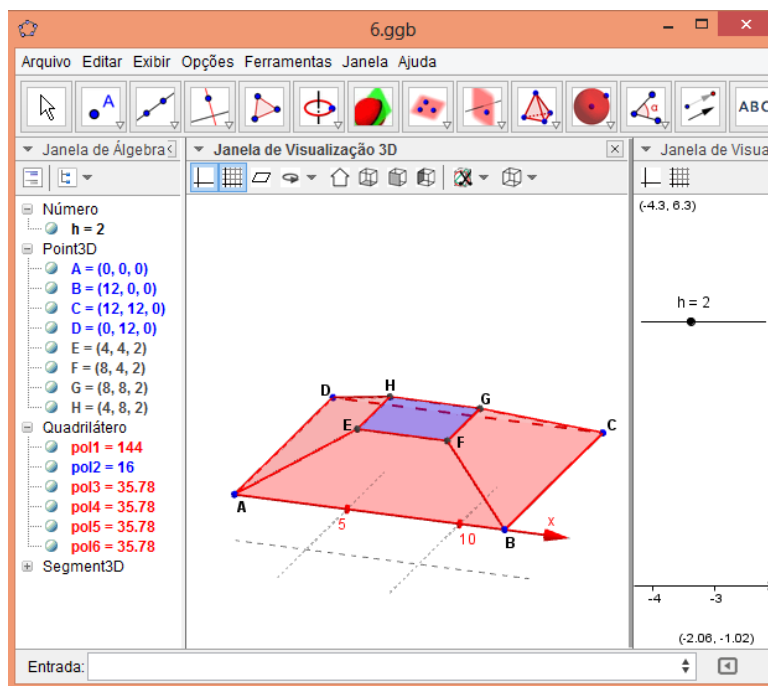 6.ggb
Arquivo Editar Exibir Opções Ferramentas Janela Ajuda
A
α
ABC
Janela de Álgebra
Janela de Visualização 3D
Janela de Visua
Número
h = 2
Point3D
A = (0, 0, 0)
B = (12, 0, 0)
C = (12, 12, 0)
D = (0, 12, 0)
E = (4, 4, 2)
F = (8, 4, 2)
G = (8, 8, 2)
H = (4, 8, 2)
Quadrilátero
pol1 = 144
pol2 = 16
pol3 = 35.78
pol4 = 35.78
pol5 = 35.78
pol6 = 35.78
Segment3D
D
H
G
E
F
C
A
5
10
B
x
(-4.3, 6.3)
h = 2
-4
-3
(-2.06, -1.02)
Entrada: